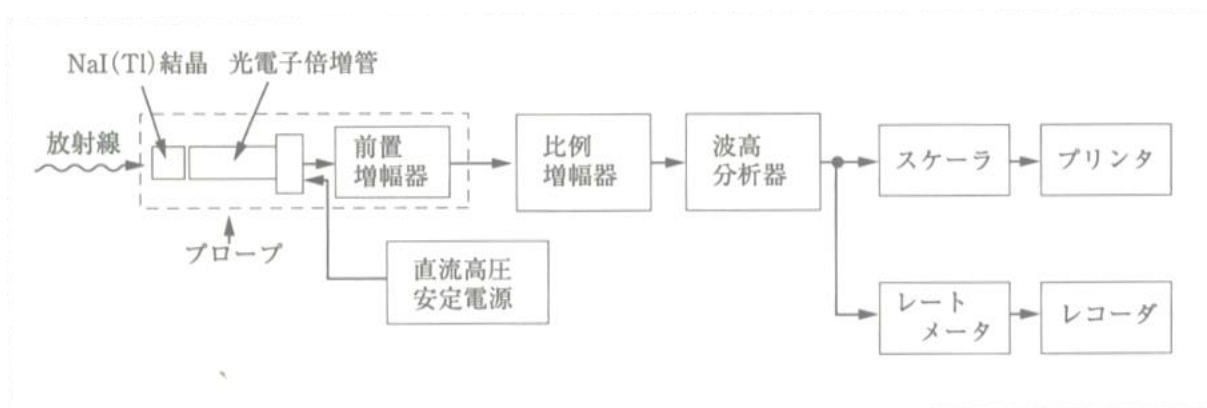 NaI(Tl)結晶 光電子倍増管
放射線
前置
増幅器
比例
増幅器
波高
分析器
スケーラ
プリンタ
プローブ
直流高圧
安定電源
レート
メータ
レコーダ